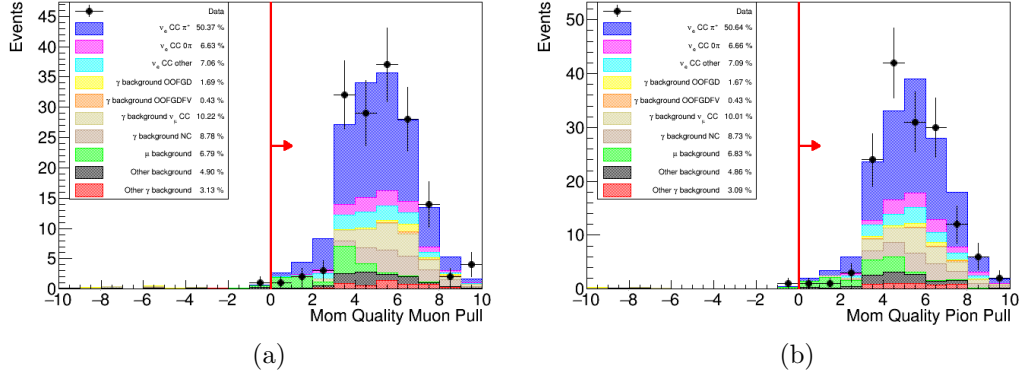 Events
45
40
35
30
25
20
15
10
5
0
Data
νe CC π+ 50.37 %
νe CC 0π 6.63 %
νe CC other 7.06 %
γ background OOFGD 1.69 %
γ background OOFGDFV 0.43 %
γ background νμ CC 10.22 %
γ background NC 8.78 %
μ background 6.79 %
Other background 4.90 %
Other γ background 3.13 %
−10 −8 −6 −4 −2 0 2 4 6 8 10
Mom Quality Muon Pull
(a)
Events
50
40
30
20
10
0
Data
νe CC π+ 50.64 %
νe CC 0π 6.66 %
νe CC other 7.09 %
γ background OOFGD 1.67 %
γ background OOFGDFV 0.43 %
γ background νμ CC 10.01 %
γ background NC 8.73 %
μ background 6.83 %
Other background 4.86 %
Other γ background 3.09 %
−10 −8 −6 −4 −2 0 2 4 6 8 10
Mom Quality Pion Pull
(b)